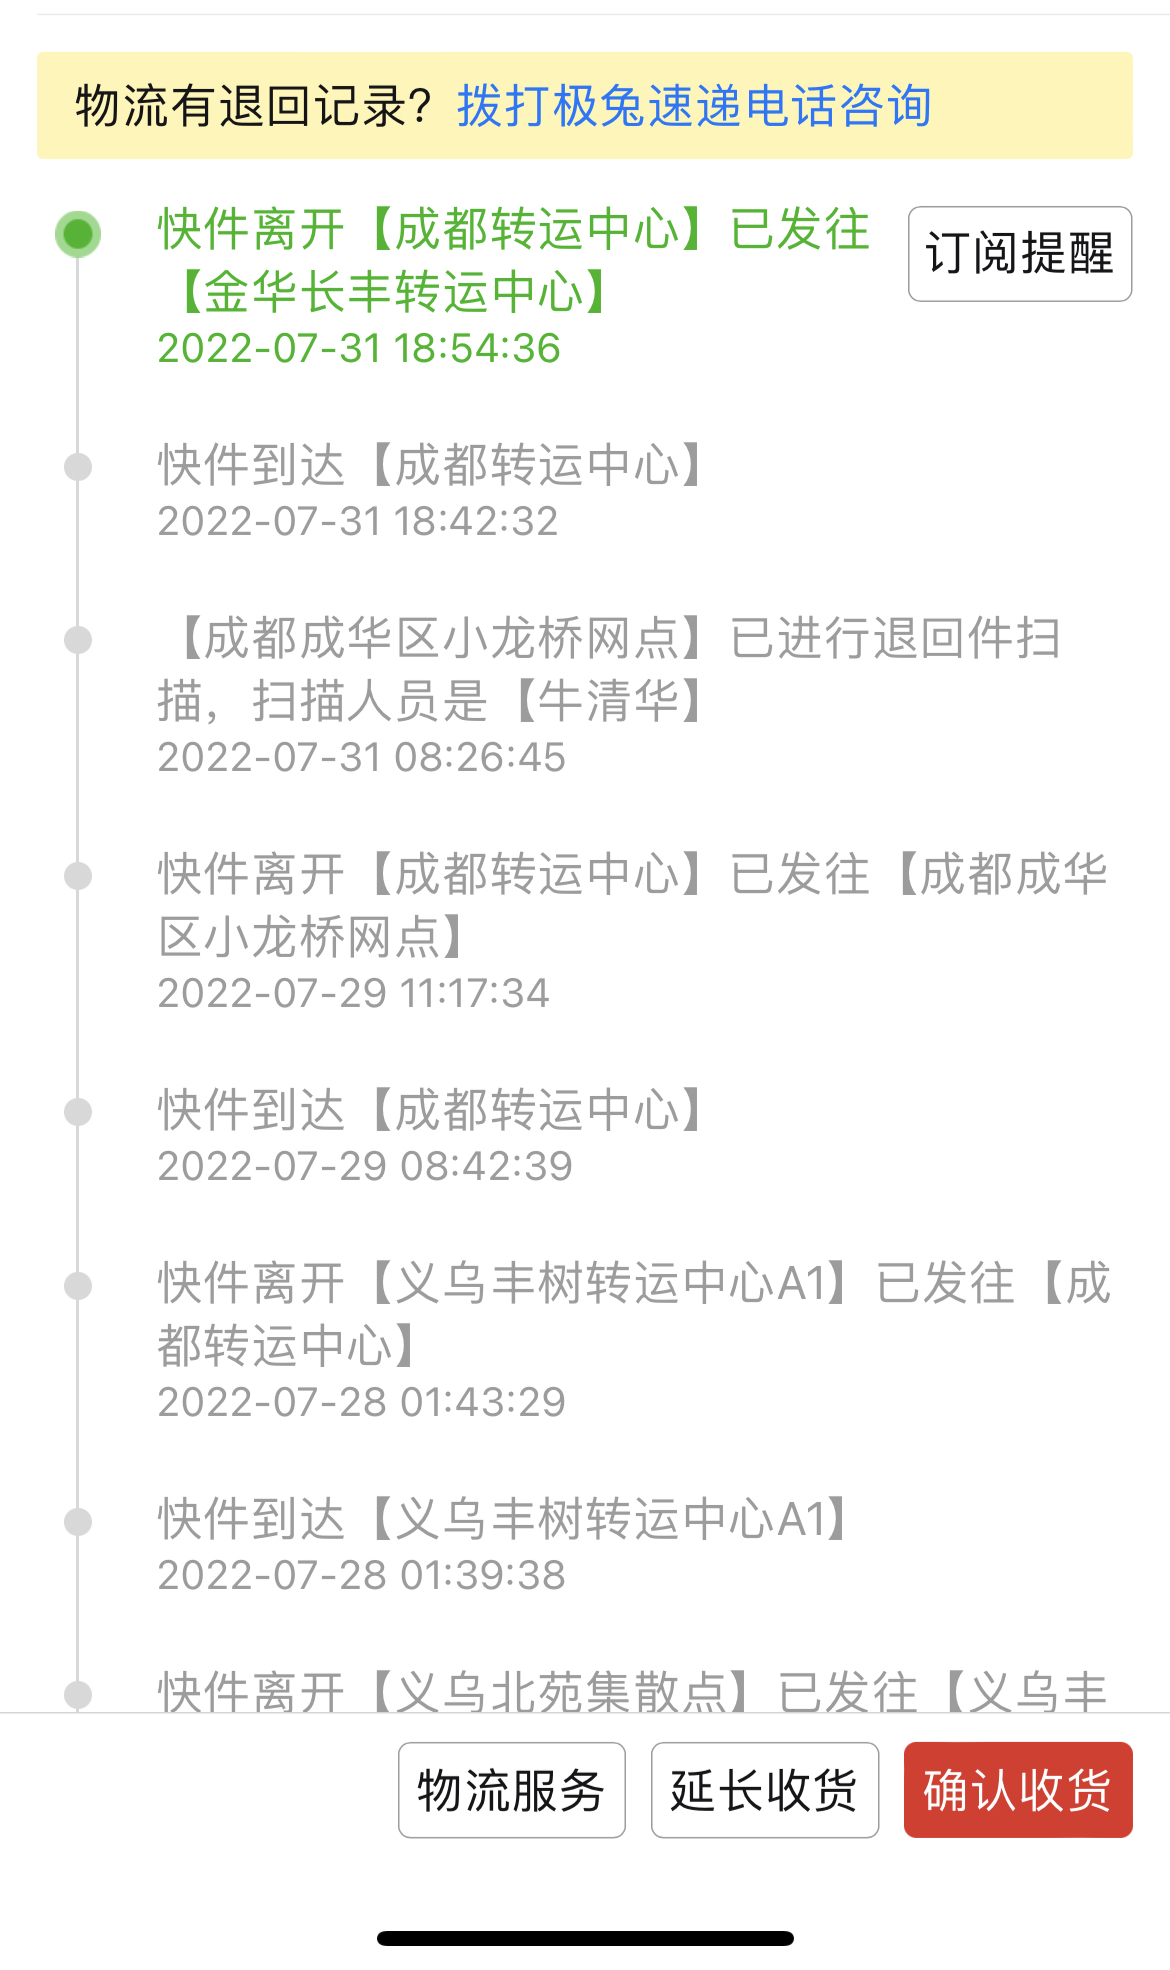 物流有退回记录? 拨打极兔速递电话咨询
快件离开【成都转运中心】已发往
【金华长丰转运中心】
订阅提醒
2022-07-31 18:54:36
快件到达【成都转运中心】
2022-07-31 18:42:32
【成都成华区小龙桥网点】已进行退回件扫
描，扫描人员是【牛清华】
2022-07-31 08:26:45
快件离开【成都转运中心】已发往【成都成华
区小龙桥网点】
2022-07-29 11:17:34
快件到达【成都转运中心】
2022-07-29 08:42:39
快件离开【义乌丰树转运中心A1】已发往【成
都转运中心】
2022-07-28 01:43:29
快件到达【义乌丰树转运中心A1】
2022-07-28 01:39:38
快件离开【义乌北苑集散点】已发往【义乌丰
物流服务 延长收货 确认收货